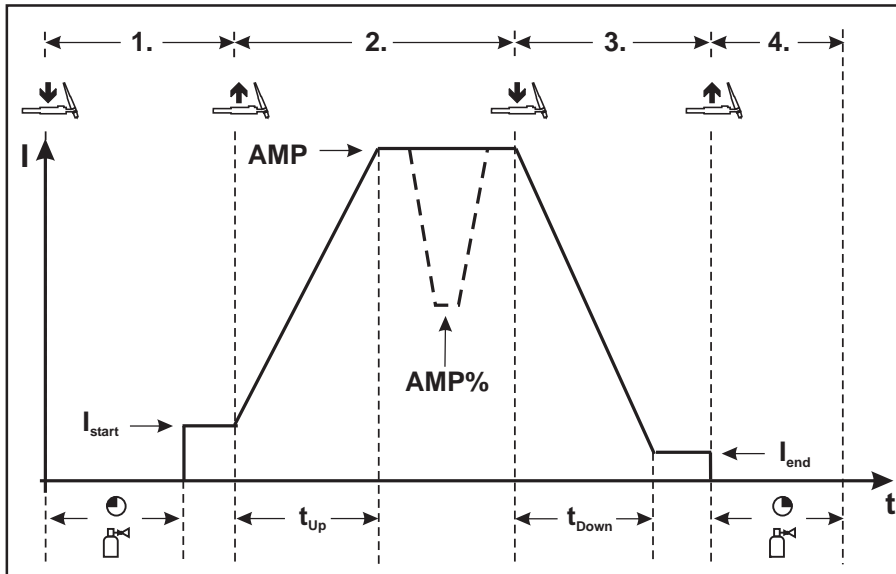 1. 2. 3. 4.
I
AMP
AMP%
Istart
Iend
t
tUp
tDown